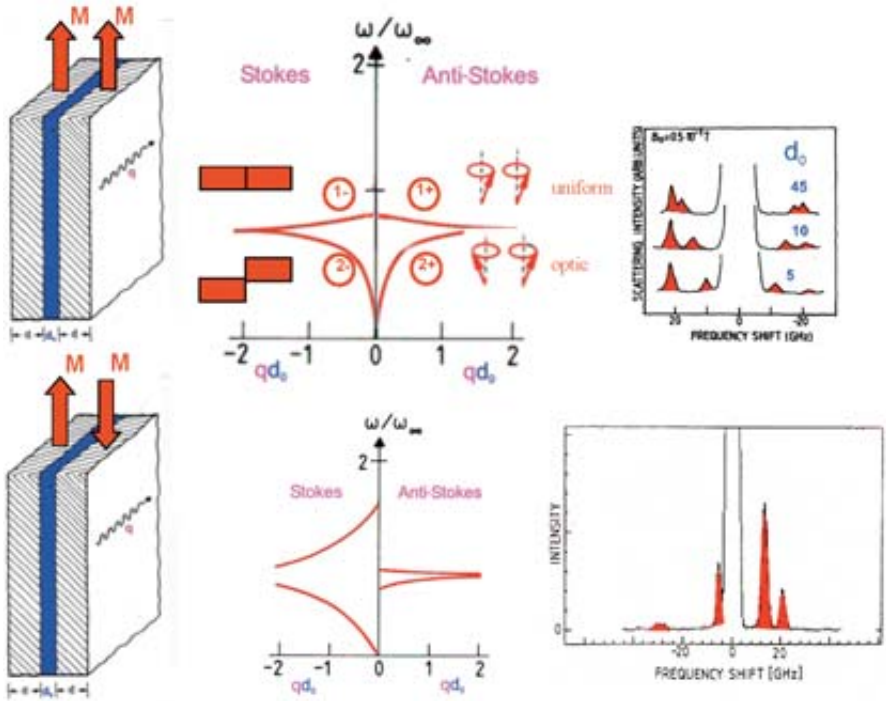 M M
q
d d₀ d
ω/ω∞
2
Stokes Anti-Stokes
1- 1+
uniform
2- 2+
optic
-2 -1 0 1 2
qd₀ qd₀
SCATTERING INTENSITY (ARB UNITS)
d₀
45
10
5
20 0 -20
FREQUENCY SHIFT [GHz]
M M
q
d d₀ d
ω/ω∞
2
Stokes Anti-Stokes
-2 -1 0 1 2
qd₀ qd₀
INTENSITY
0
-20 0 20
FREQUENCY SHIFT [GHz]